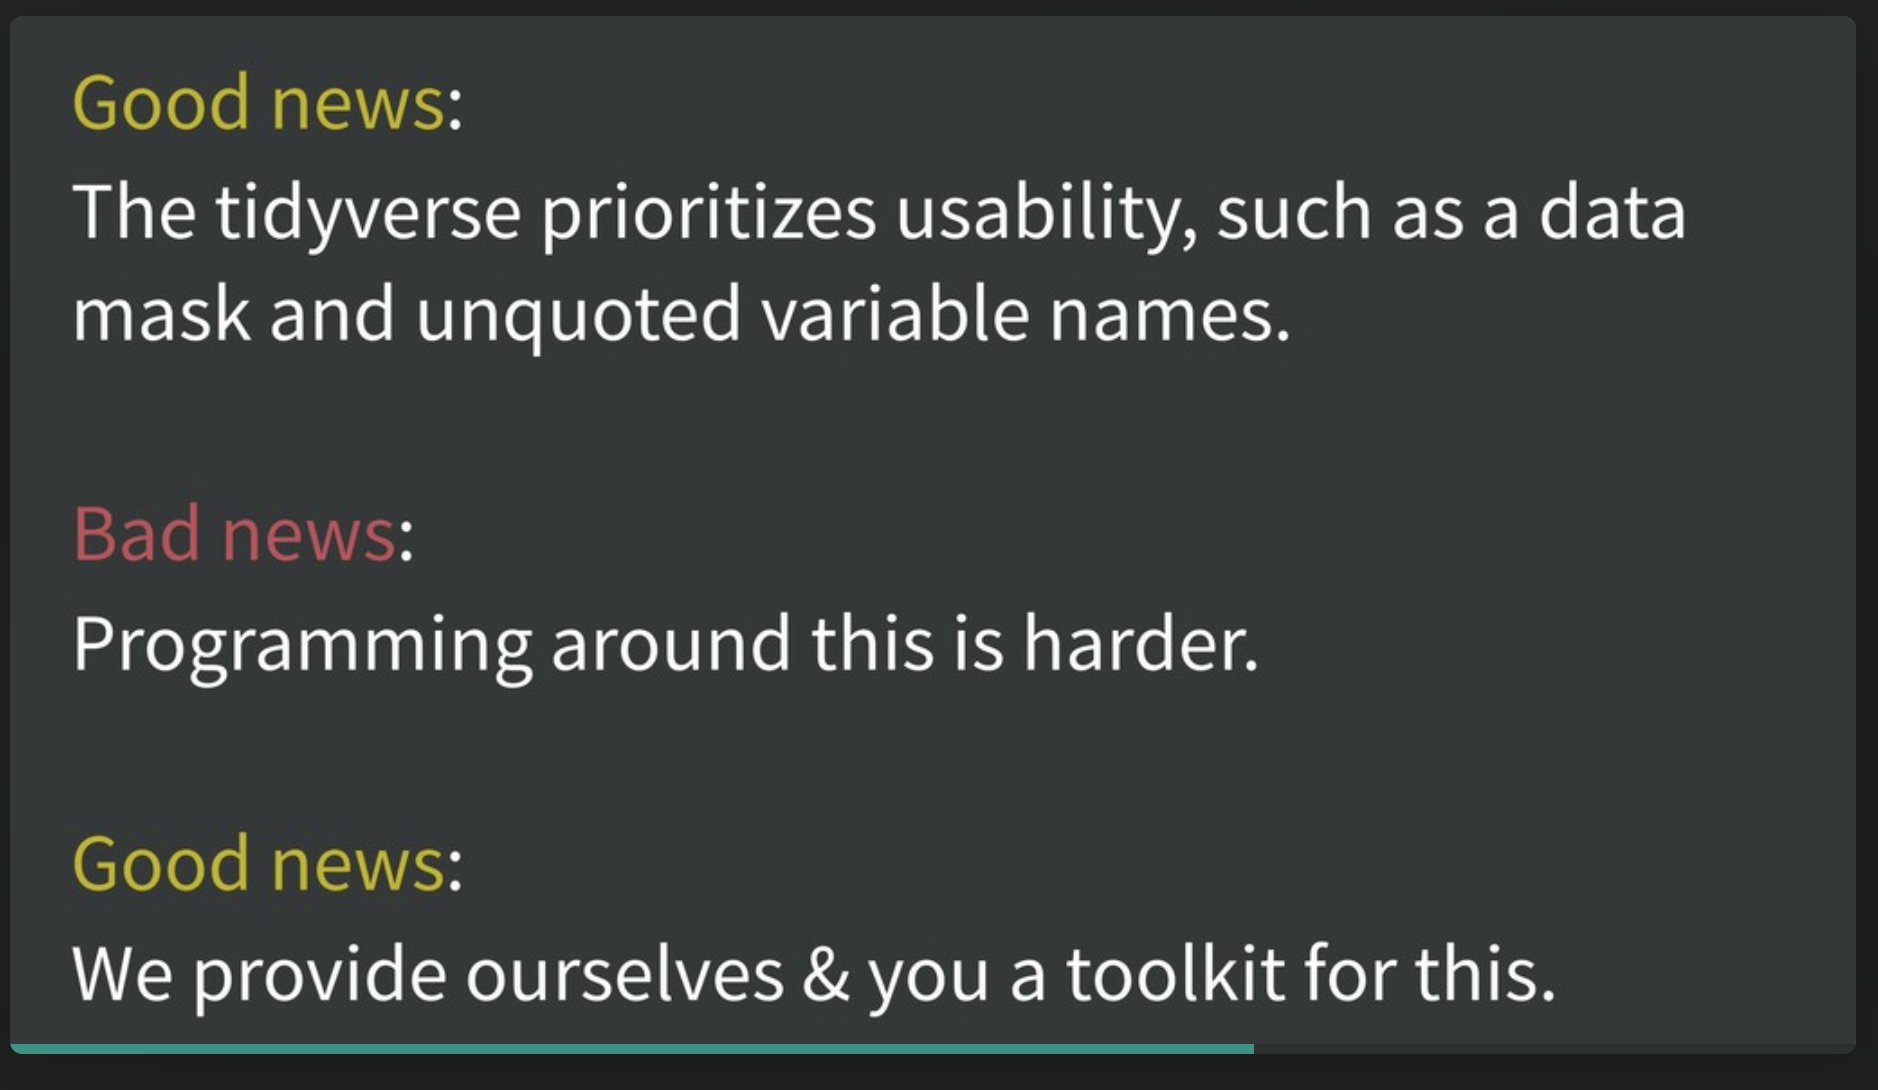 Good news:
The tidyverse prioritizes usability, such as a data
mask and unquoted variable names.
Bad news:
Programming around this is harder.
Good news:
We provide ourselves & you a toolkit for this.